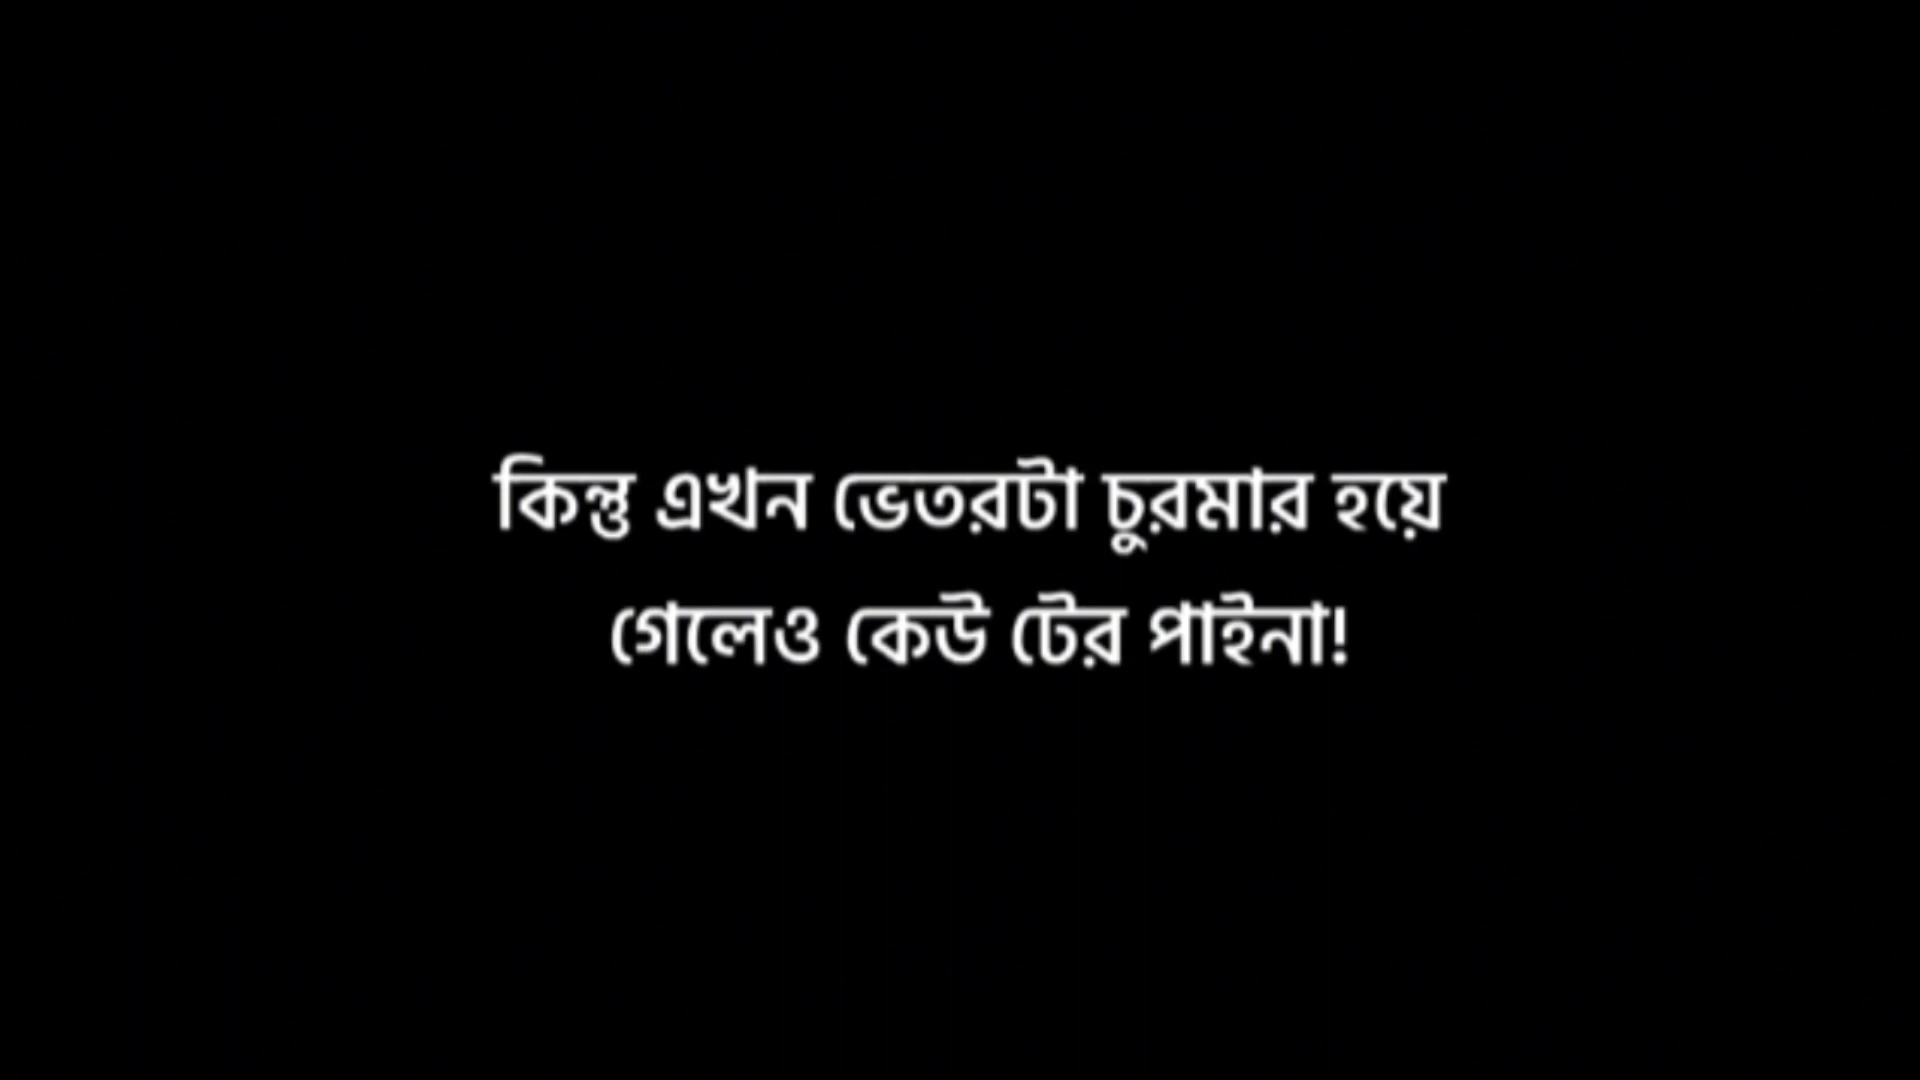 কিন্তু এখন ভেতরটা চুরমার হয়ে
গেলেও কেউ টের পাইনা!